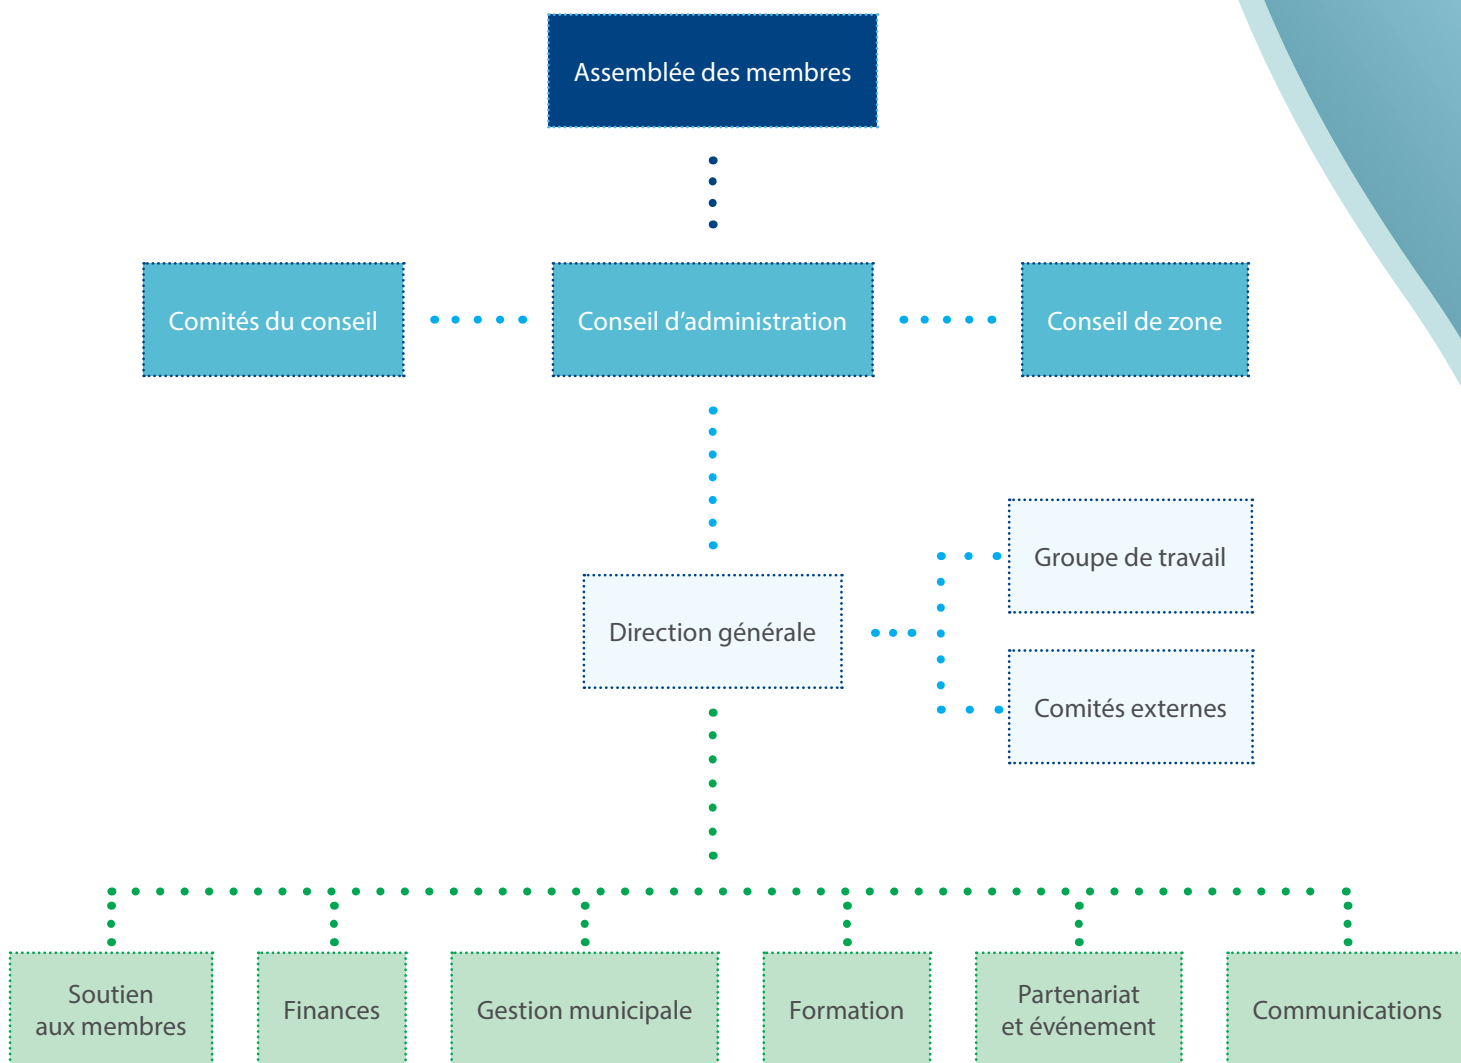 Assemblée des membres
Comités du conseil
Conseil d’administration
Conseil de zone
Groupe de travail
Direction générale
Comités externes
Soutien
aux membres
Finances
Gestion municipale
Formation
Partenariat
et événement
Communications